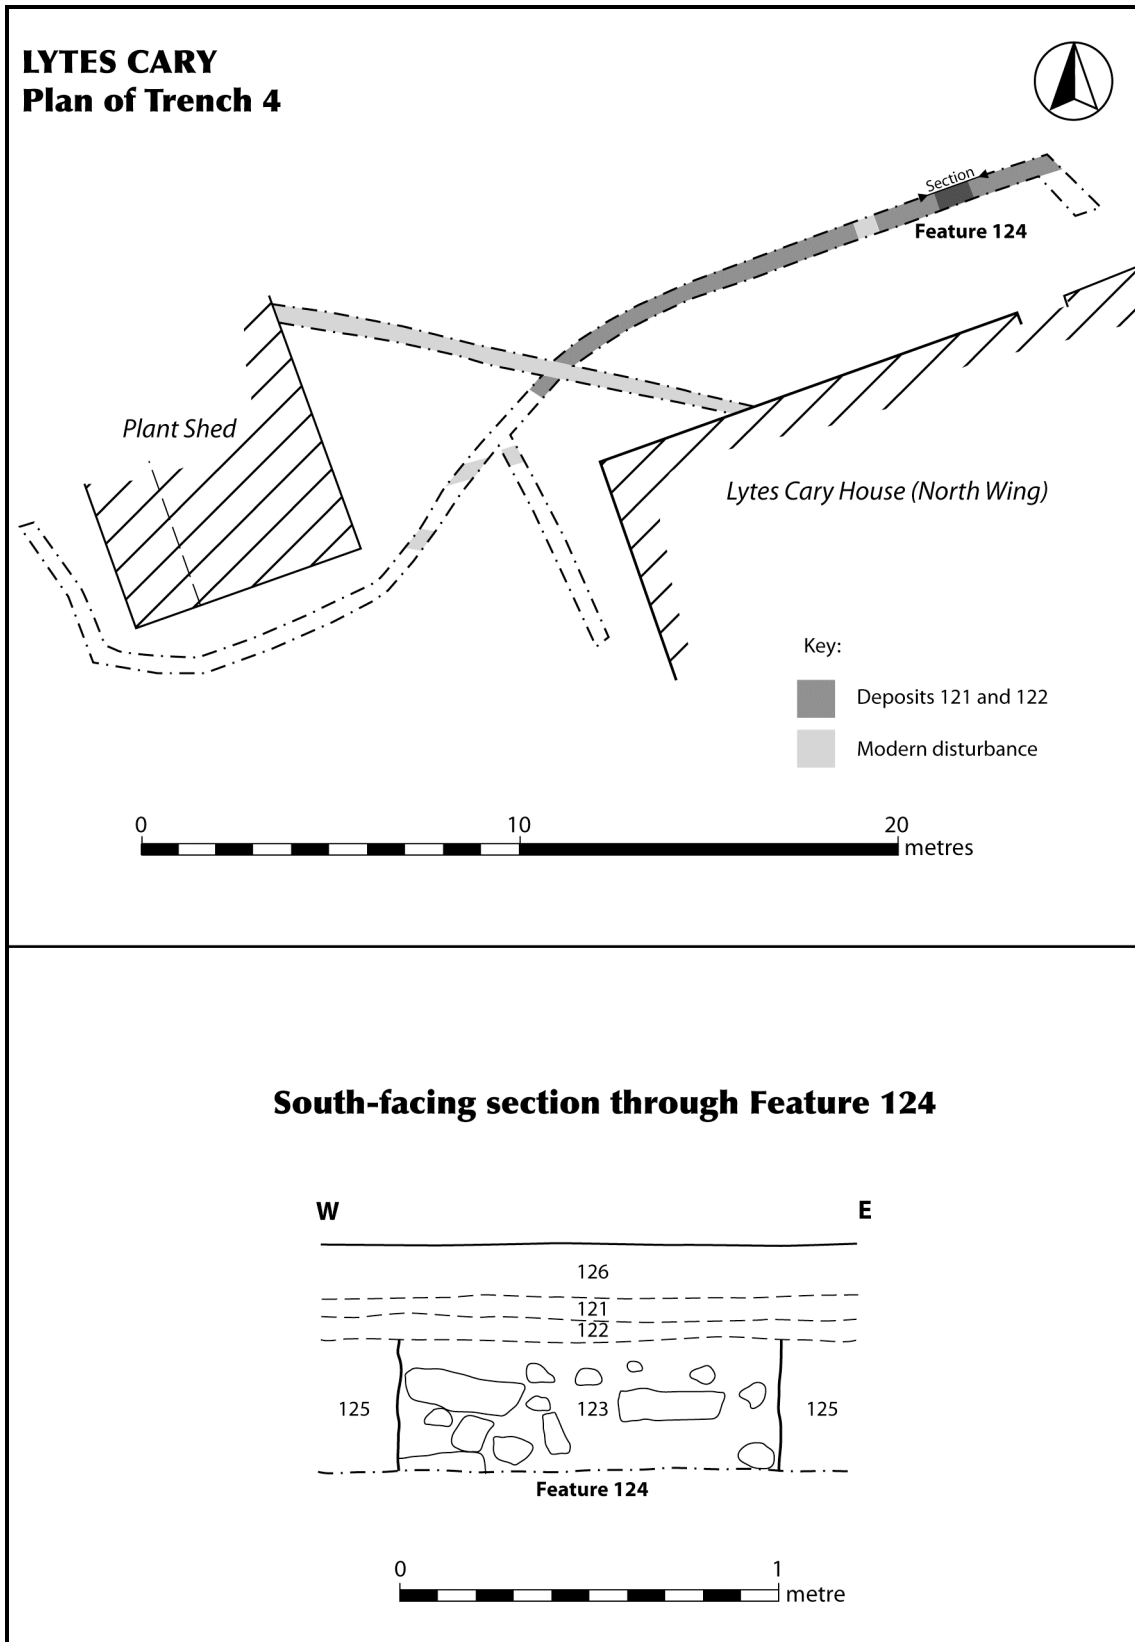 LYTES CARY
Plan of Trench 4
Section
Feature 124
Plant Shed
Lytes Cary House (North Wing)
Key:
Deposits 121 and 122
Modern disturbance
0 10 20
metres
South-facing section through Feature 124
W E
126
121
122
125 123 125
Feature 124
0 1
metre